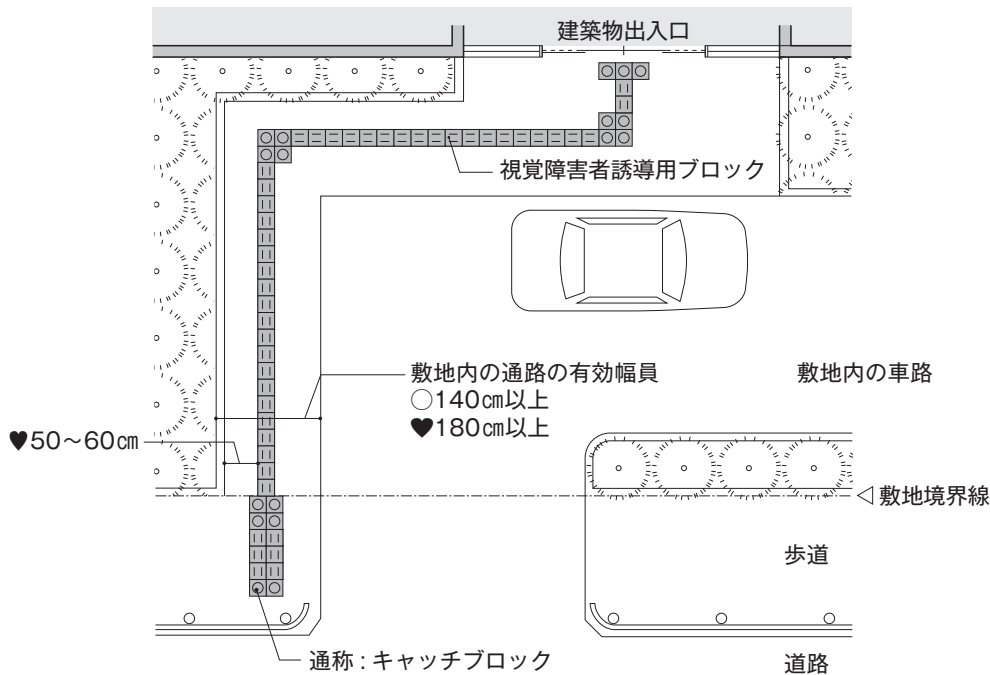 建築物出入口
視覚障害者誘導用ブロック
敷地内の通路の有効幅員
○140㎝以上
♥180㎝以上
敷地内の車路
♥50～60㎝
◁敷地境界線
歩道
通称：キャッチブロック
道路